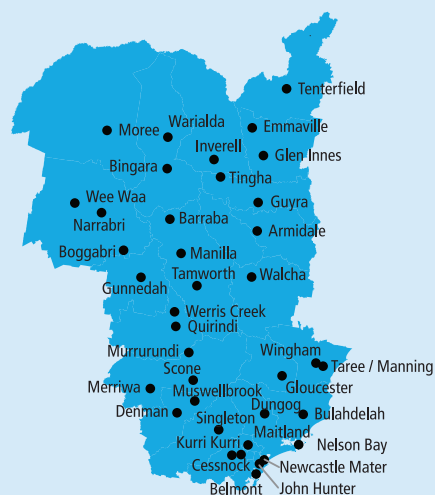 Tenterfield
Emmaville
Moree
Warialda
Inverell
Glen Innes
Bingara
Tingha
Wee Waa
Guyra
Narrabri
Barraba
Armidale
Boggabri
Manilla
Tamworth
Walcha
Gunnedah
Werris Creek
Quirindi
Murrurundi
Wingham
Taree / Manning
Scone
Gloucester
Merriwa
Muswellbrook
Dungog
Denman
Bulahdelah
Singleton
Maitland
Kurri Kurri
Nelson Bay
Cessnock
Newcastle Mater
John Hunter
Belmont